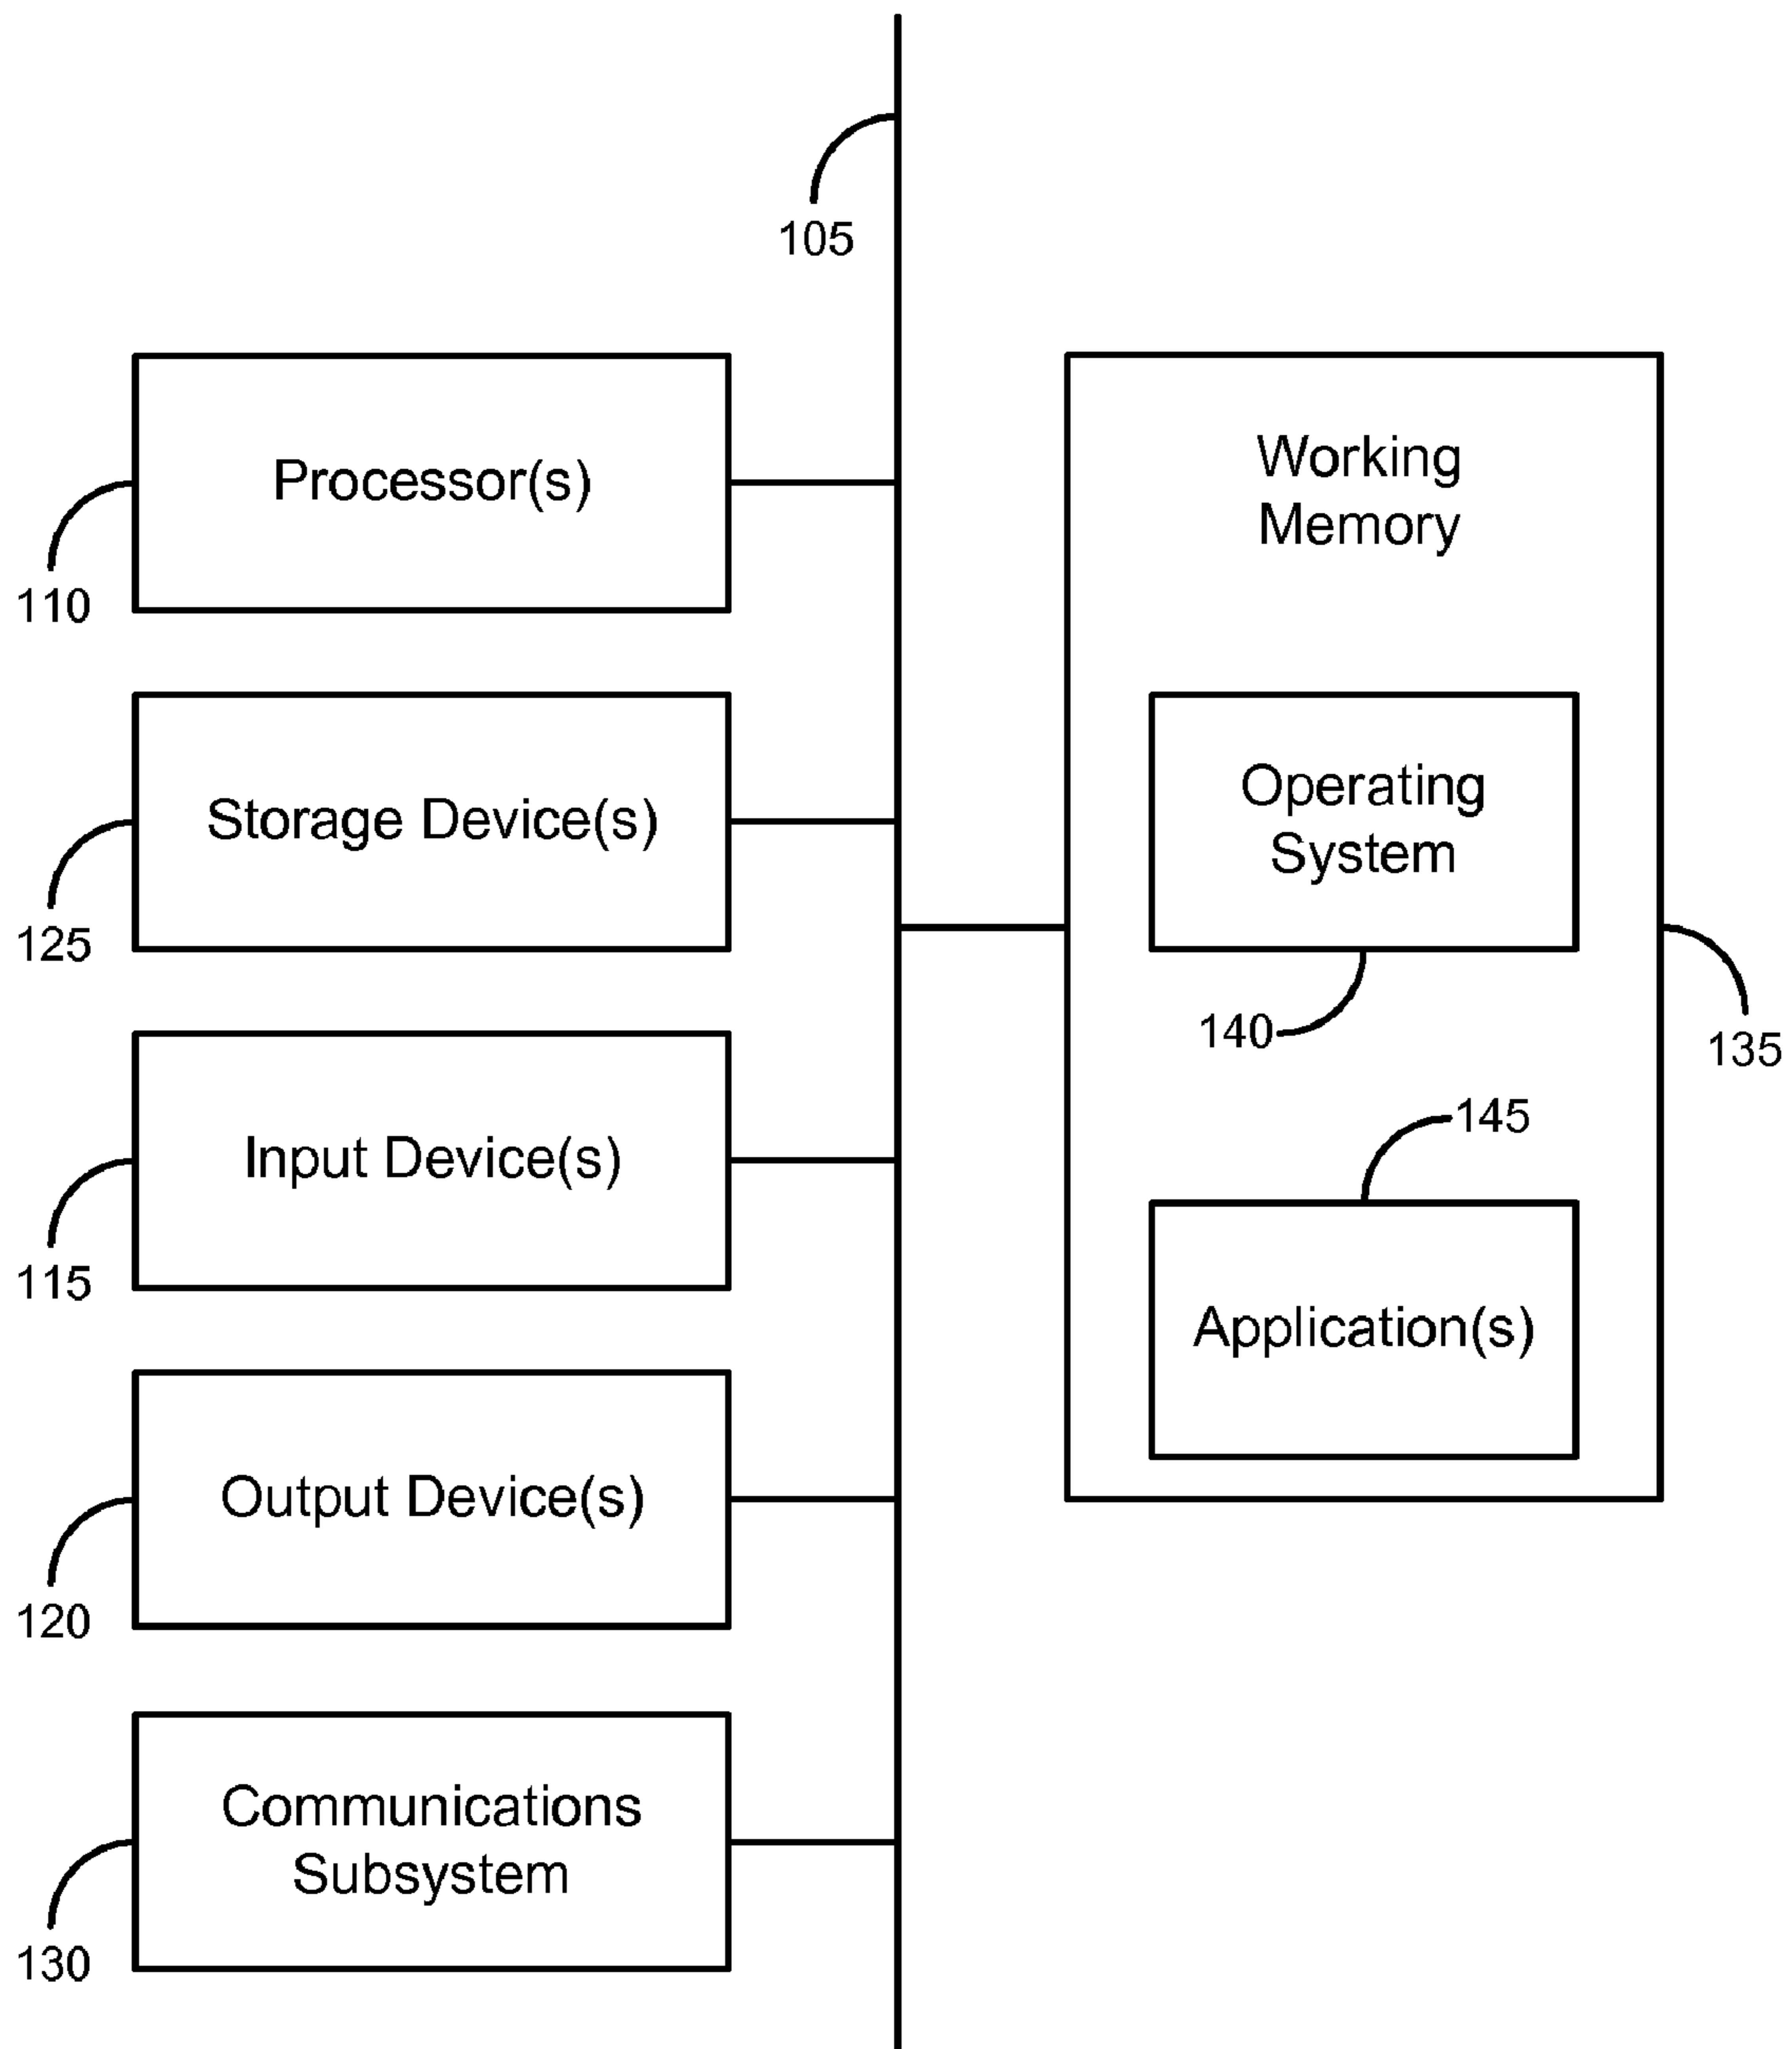 105
Processor(s)
110
Storage Device(s)
125
Input Device(s)
115
Output Device(s)
120
Communications
Subsystem
130
Working
Memory
Operating
System
140
135
145
Application(s)